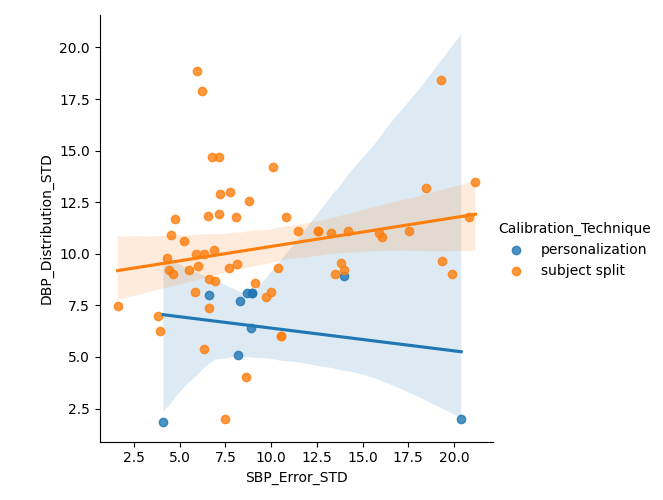 20.0
17.5
15.0
12.5
10.0
7.5
5.0
2.5
DBP_Distribution_STD
2.5 5.0 7.5 10.0 12.5 15.0 17.5 20.0
SBP_Error_STD
Calibration_Technique
personalization
subject split